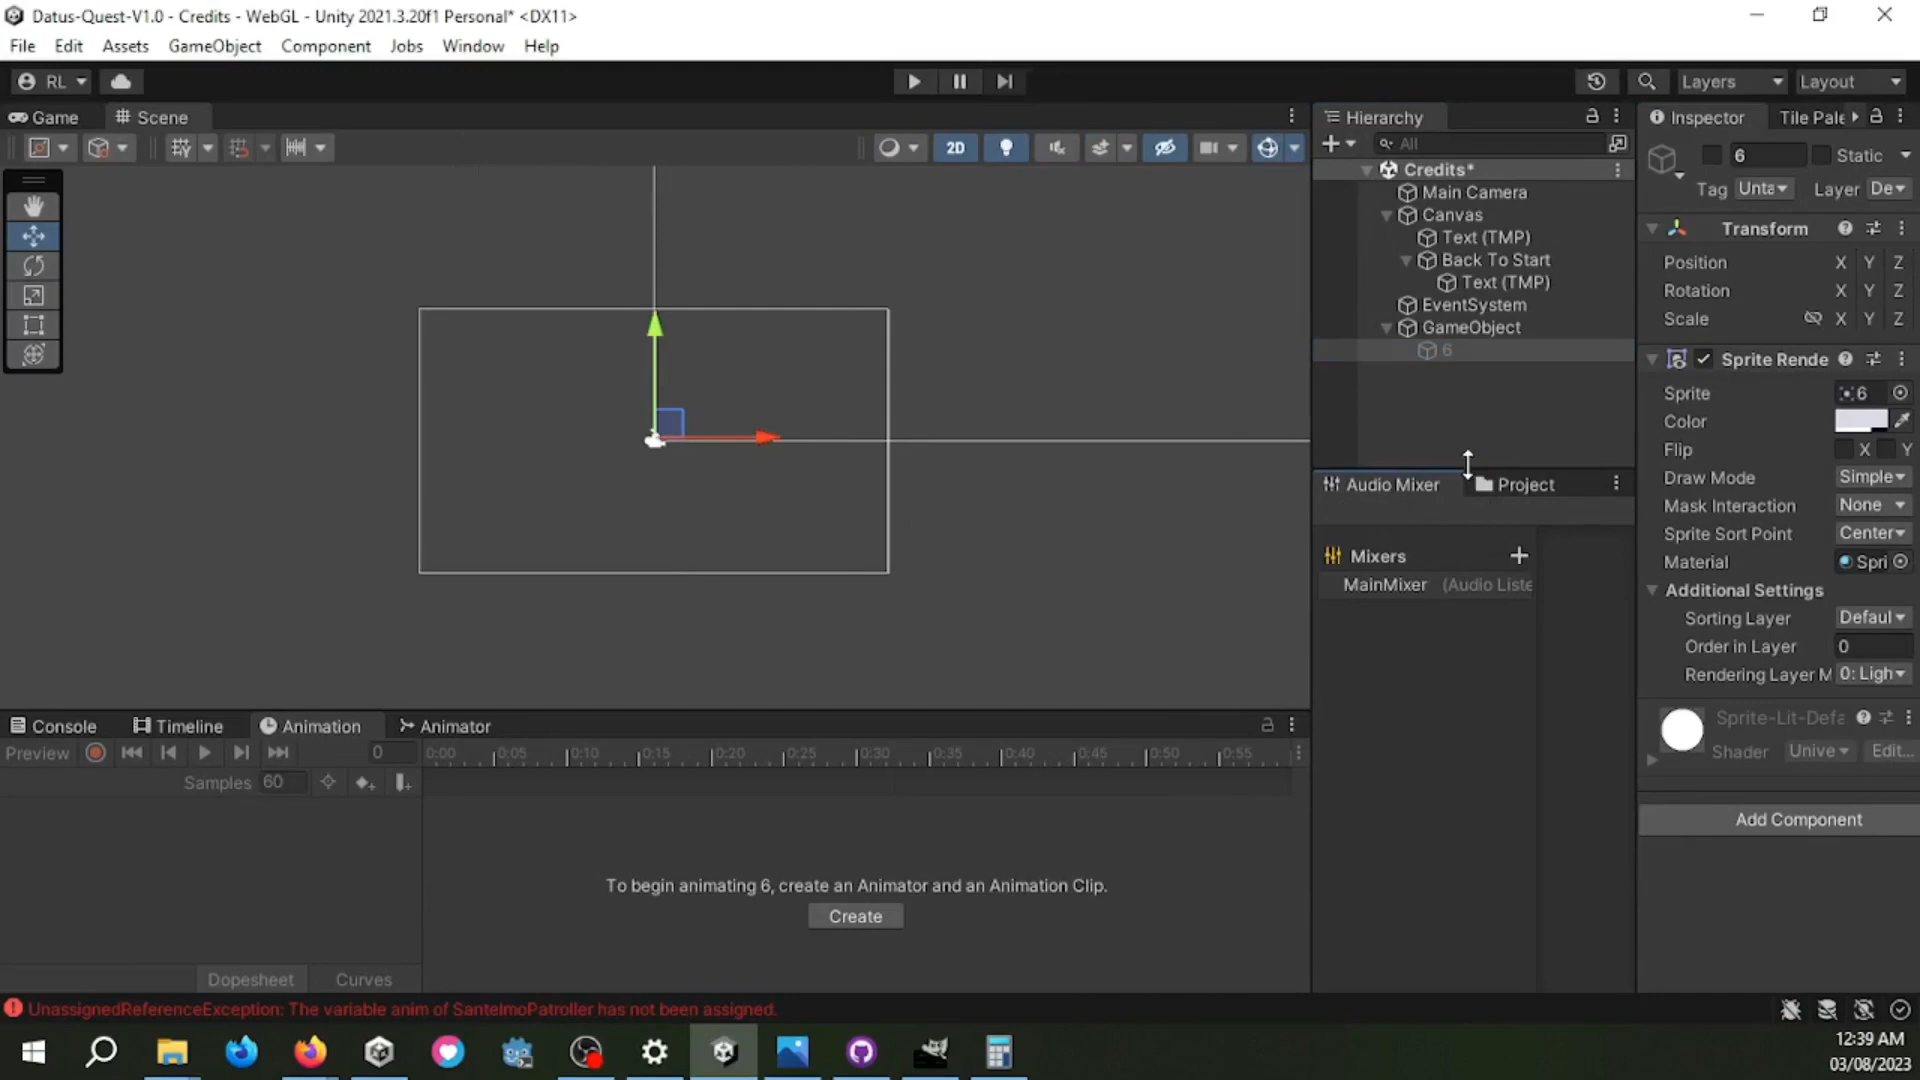 Datus-Quest-V1.0 - Credits - WebGL - Unity 2021.3.20f1 Personal* <DX11>
File Edit Assets GameObject Component Jobs Window Help
RL Layers Layout
Game Scene
2D
Hierarchy
All
Credits*
Main Camera
Canvas
Text (TMP)
Back To Start
Text (TMP)
EventSystem
GameObject
6
Audio Mixer Project
Mixers
MainMixer (Audio Liste
Inspector Tile Pale
6 Static
Tag Unta Layer De
Transform
Position X Y Z
Rotation X Y Z
Scale X Y Z
Sprite Rende
Sprite 6
Color
Flip X Y
Draw Mode Simple
Mask Interaction None
Sprite Sort Point Center
Material Spri
Additional Settings
Sorting Layer Defaul
Order in Layer 0
Rendering Layer M 0: Ligh
Sprite-Lit-Defa
Shader Unive Edit...
Add Component
Console Timeline Animation Animator
Preview 0 0:00 0:05 0:10 0:15 0:20 0:25 0:30 0:35 0:40 0:45 0:50 0:55
Samples 60
To begin animating 6, create an Animator and an Animation Clip.
Create
Dopesheet Curves
UnassignedReferenceException: The variable anim of SantelmoPatroller has not been assigned.
12:39 AM
03/08/2023